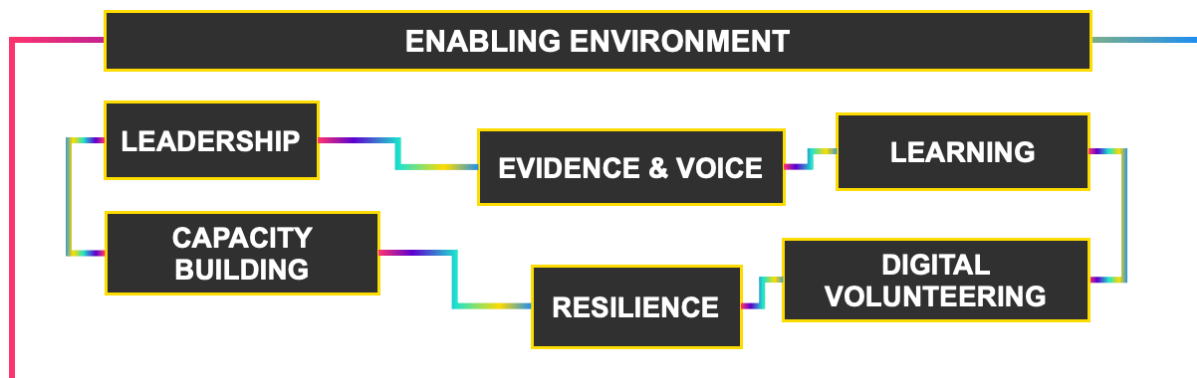 ENABLING ENVIRONMENT
LEADERSHIP
EVIDENCE & VOICE
LEARNING
CAPACITY
BUILDING
RESILIENCE
DIGITAL
VOLUNTEERING